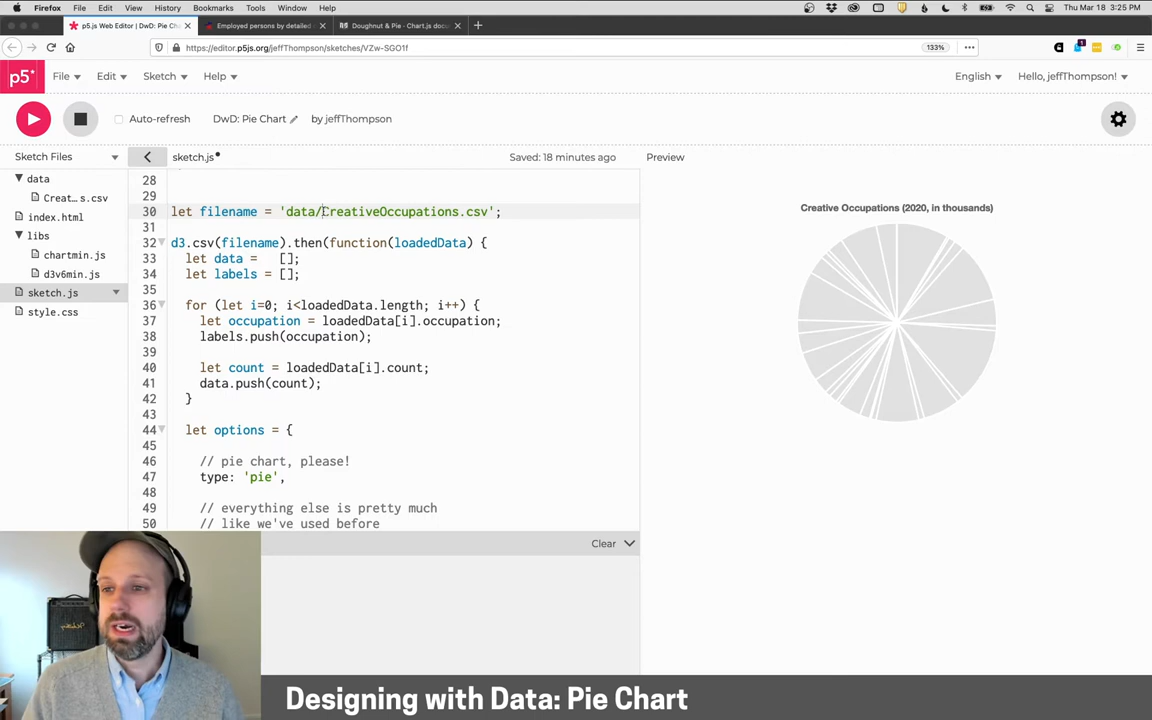 Firefox File Edit View History Bookmarks Tools Window Help Thu Mar 18 3:25 PM
p5.js Web Editor | DwD: Pie Cha
Employed persons by detailed
Doughnut & Pie - Chart.js docu
https://editor.p5js.org/jeffThompson/sketches/VZw-SGO1f
133%
p5* File Edit Sketch Help English Hello, jeffThompson!
Auto-refresh DwD: Pie Chart by jeffThompson
Sketch Files
sketch.js
Saved: 18 minutes ago
Preview
data
Creat…s.csv
index.html
libs
chartmin.js
d3v6min.js
sketch.js
style.css
28
29
30 let filename = 'data/CreativeOccupations.csv';
31
32 d3.csv(filename).then(function(loadedData) {
33 let data = [];
34 let labels = [];
35
36 for (let i=0; i<loadedData.length; i++) {
37 let occupation = loadedData[i].occupation;
38 labels.push(occupation);
39
40 let count = loadedData[i].count;
41 data.push(count);
42 }
43
44 let options = {
45
46 // pie chart, please!
47 type: 'pie',
48
49 // everything else is pretty much
50 // like we've used before
Clear
Creative Occupations (2020, in thousands)
Designing with Data: Pie Chart